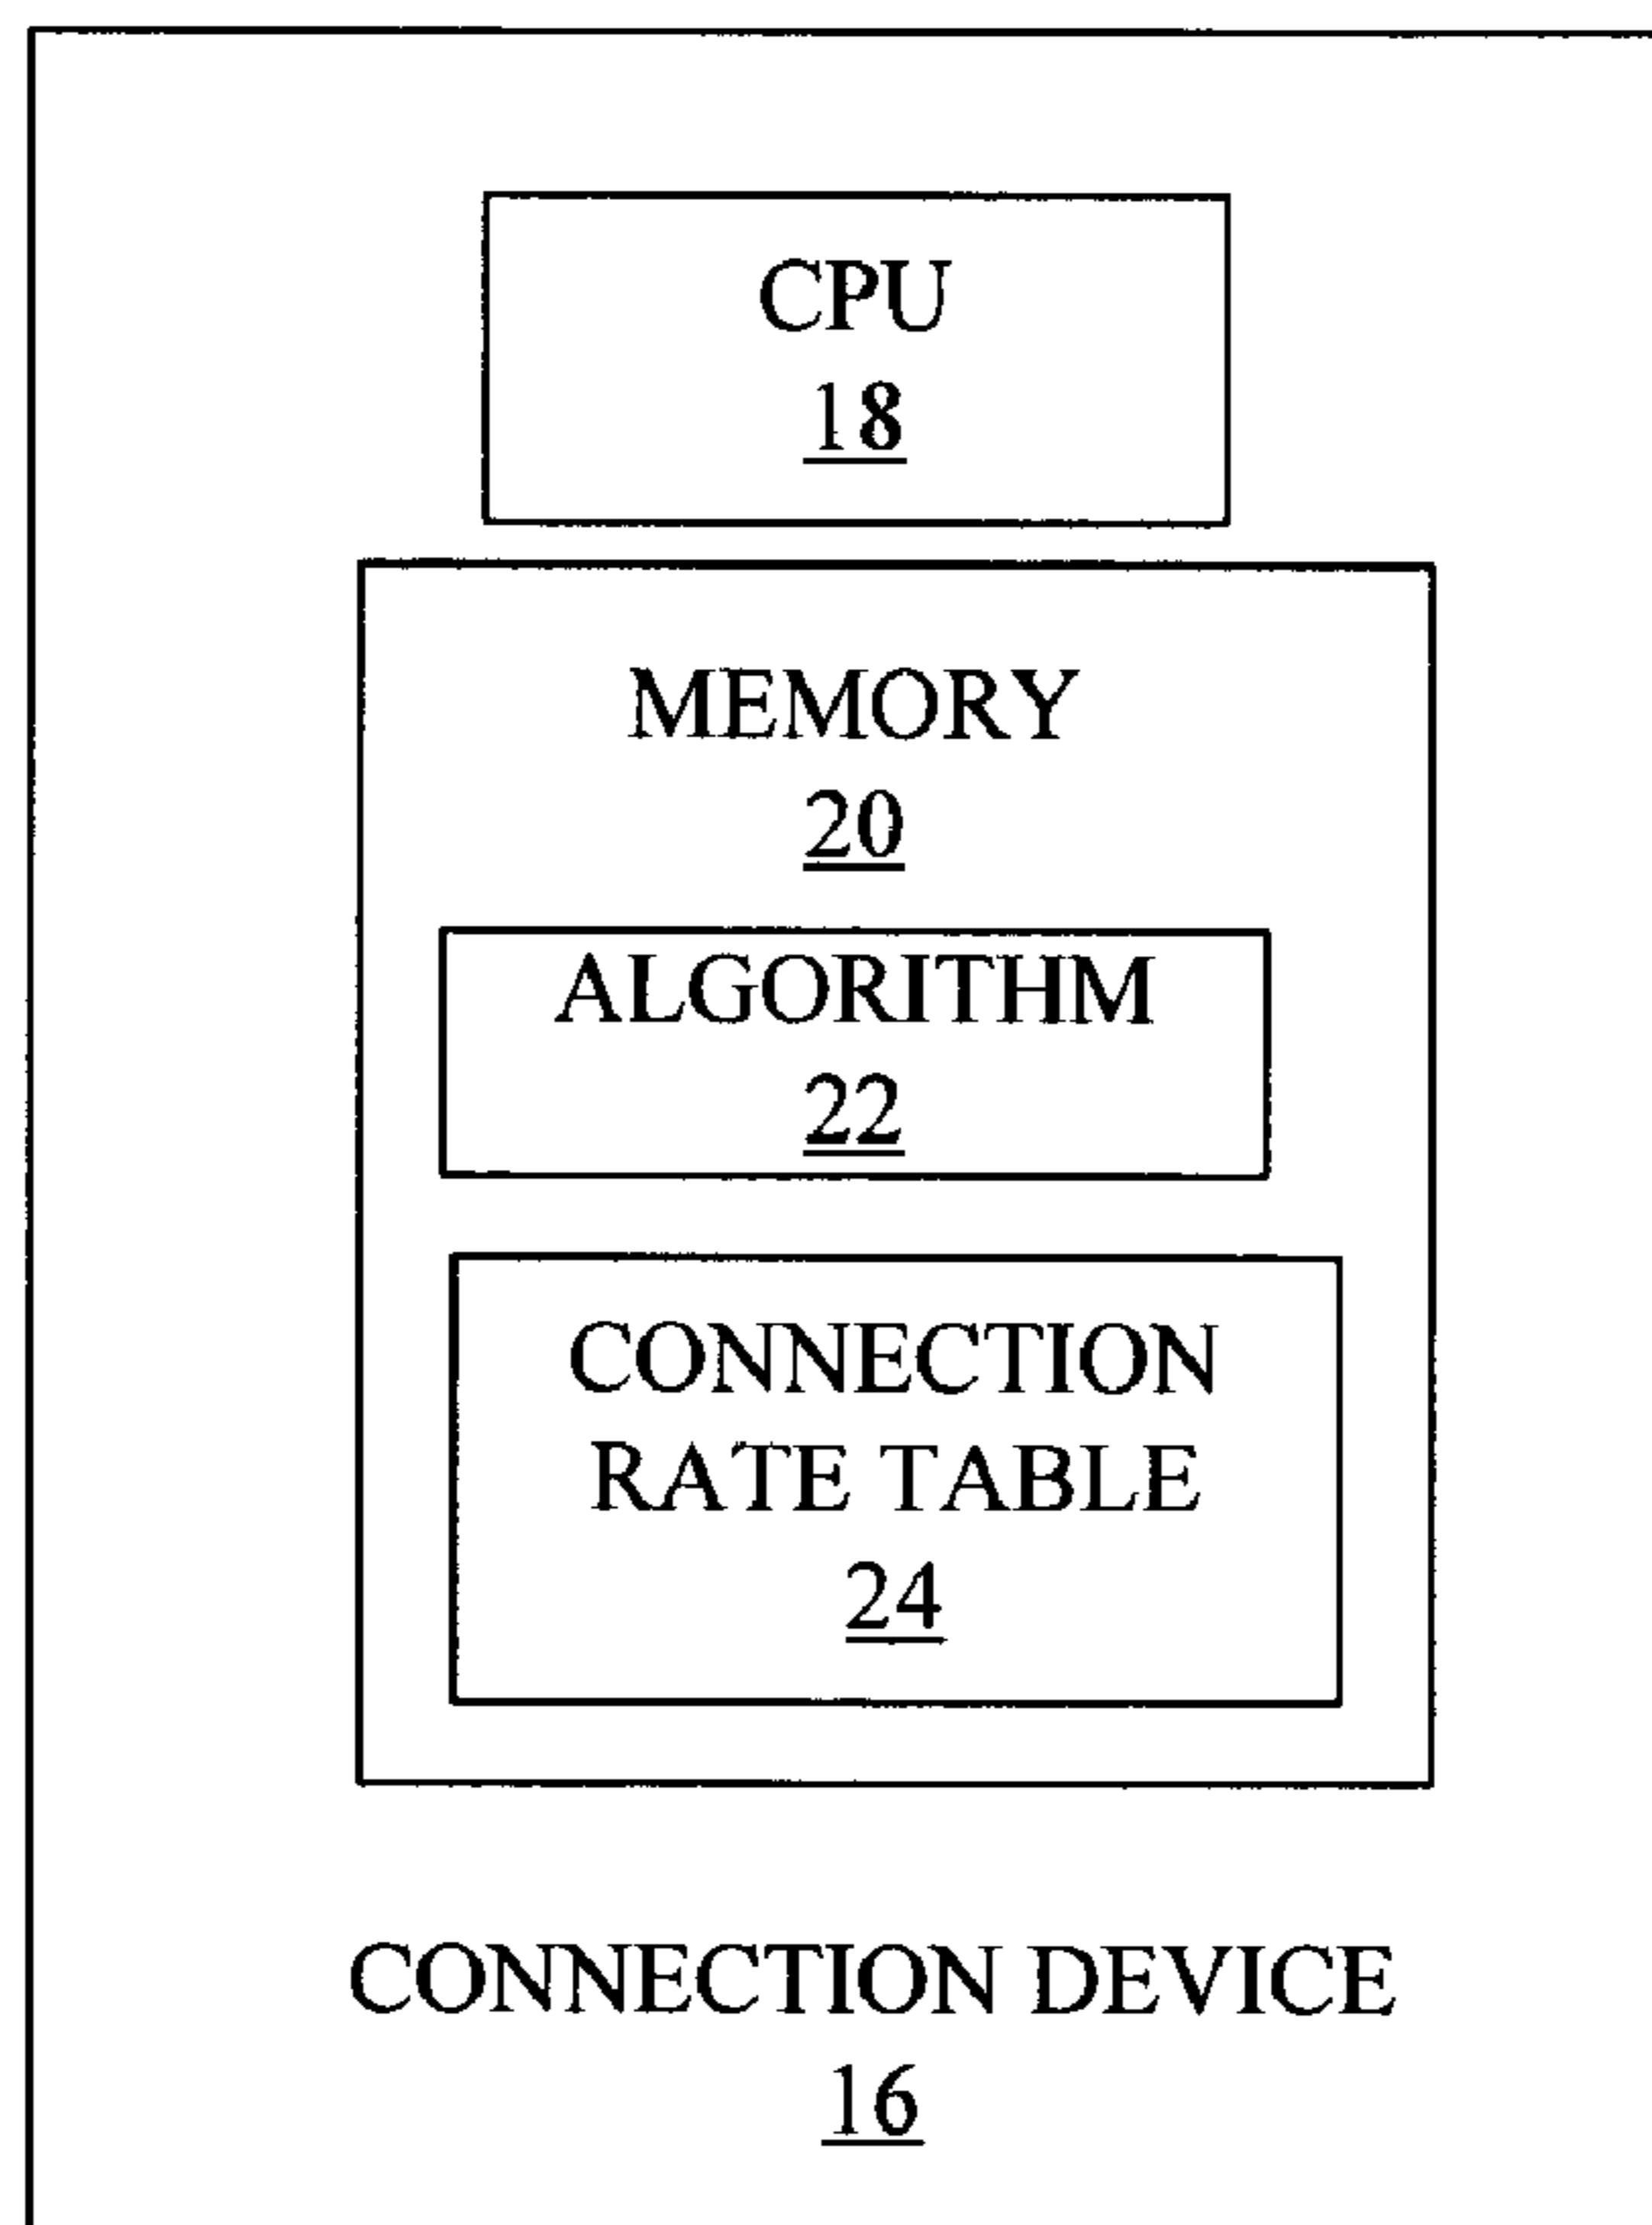 CPU
18
MEMORY
20
ALGORITHM
22
CONNECTION
RATE TABLE
24
CONNECTION DEVICE
16